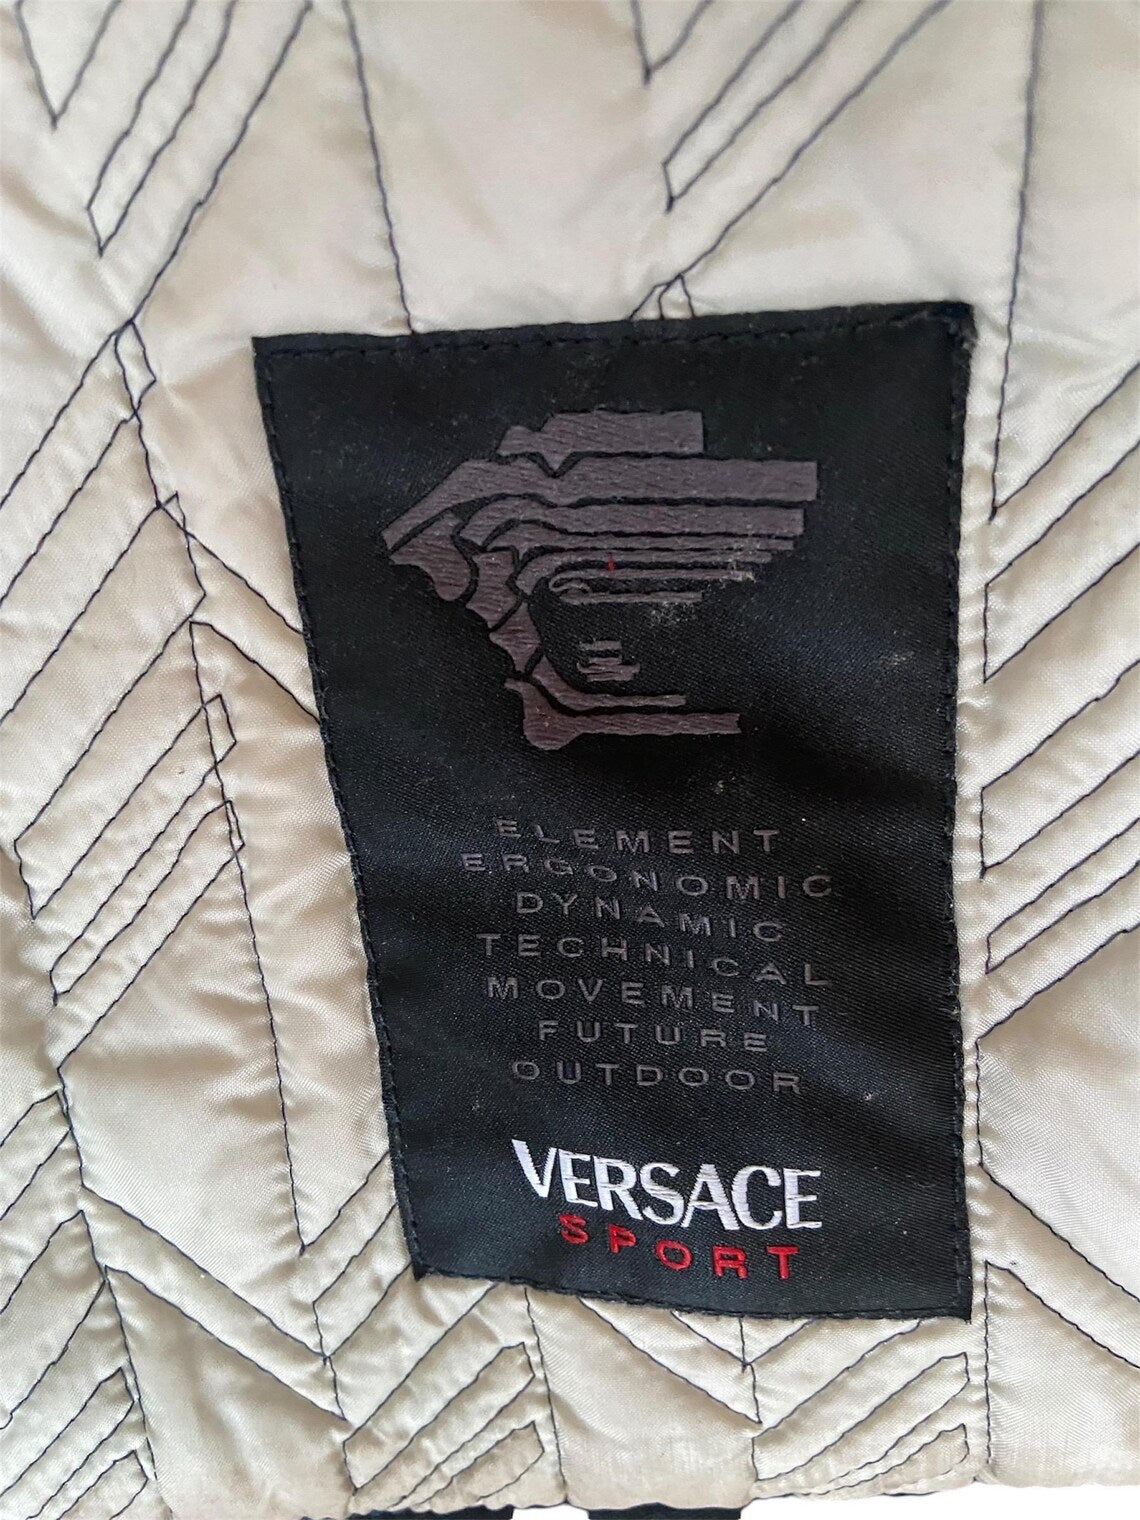 ELEMENT
ERGONOMIC
DYNAMIC
TECHNICAL
MOVEMENT
FUTURE
OUTDOOR
VERSACE
SPORT